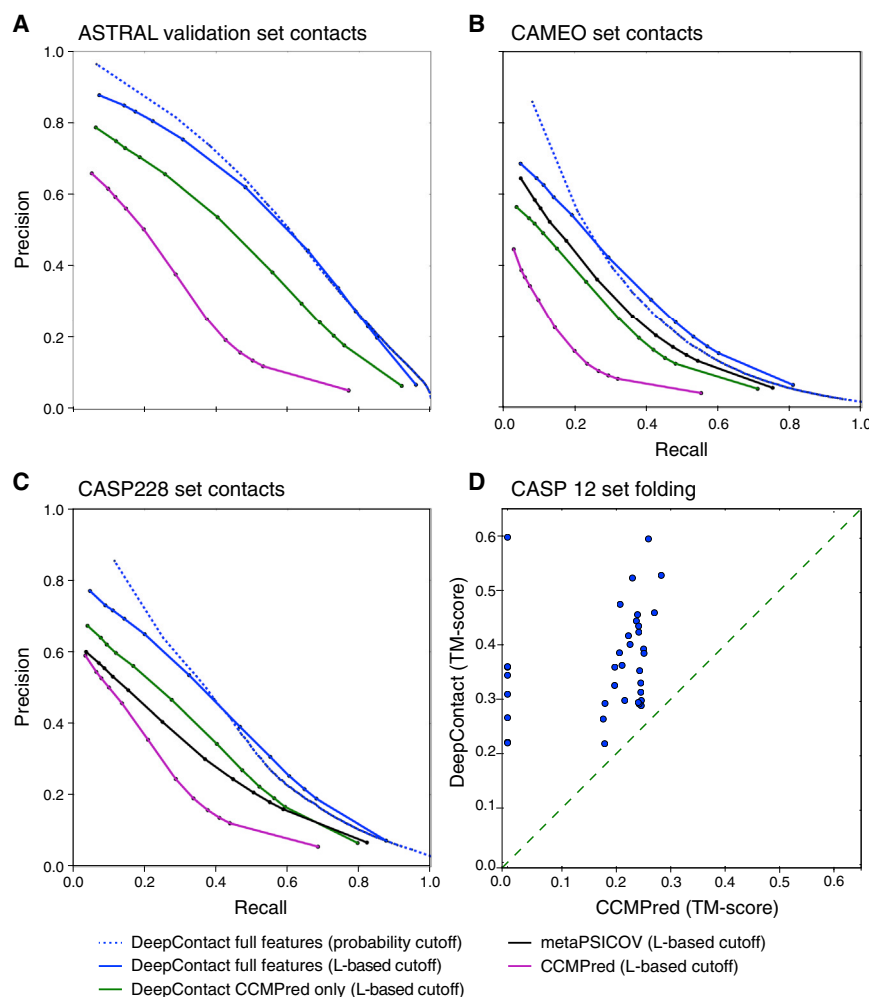 A ASTRAL validation set contacts
1.0
0.8
0.6
0.4
0.2
0.0
Precision
B CAMEO set contacts
0.0 0.2 0.4 0.6 0.8 1.0
Recall
C CASP228 set contacts
1.0
0.8
0.6
0.4
0.2
0.0
Precision
0.0 0.2 0.4 0.6 0.8 1.0
Recall
D CASP 12 set folding
0.6
0.5
0.4
0.3
0.2
0.1
0.0
DeepContact (TM-score)
0.0 0.1 0.2 0.3 0.4 0.5 0.6
CCMPred (TM-score)
DeepContact full features (probability cutoff)
DeepContact full features (L-based cutoff)
DeepContact CCMPred only (L-based cutoff)
metaPSICOV (L-based cutoff)
CCMPred (L-based cutoff)